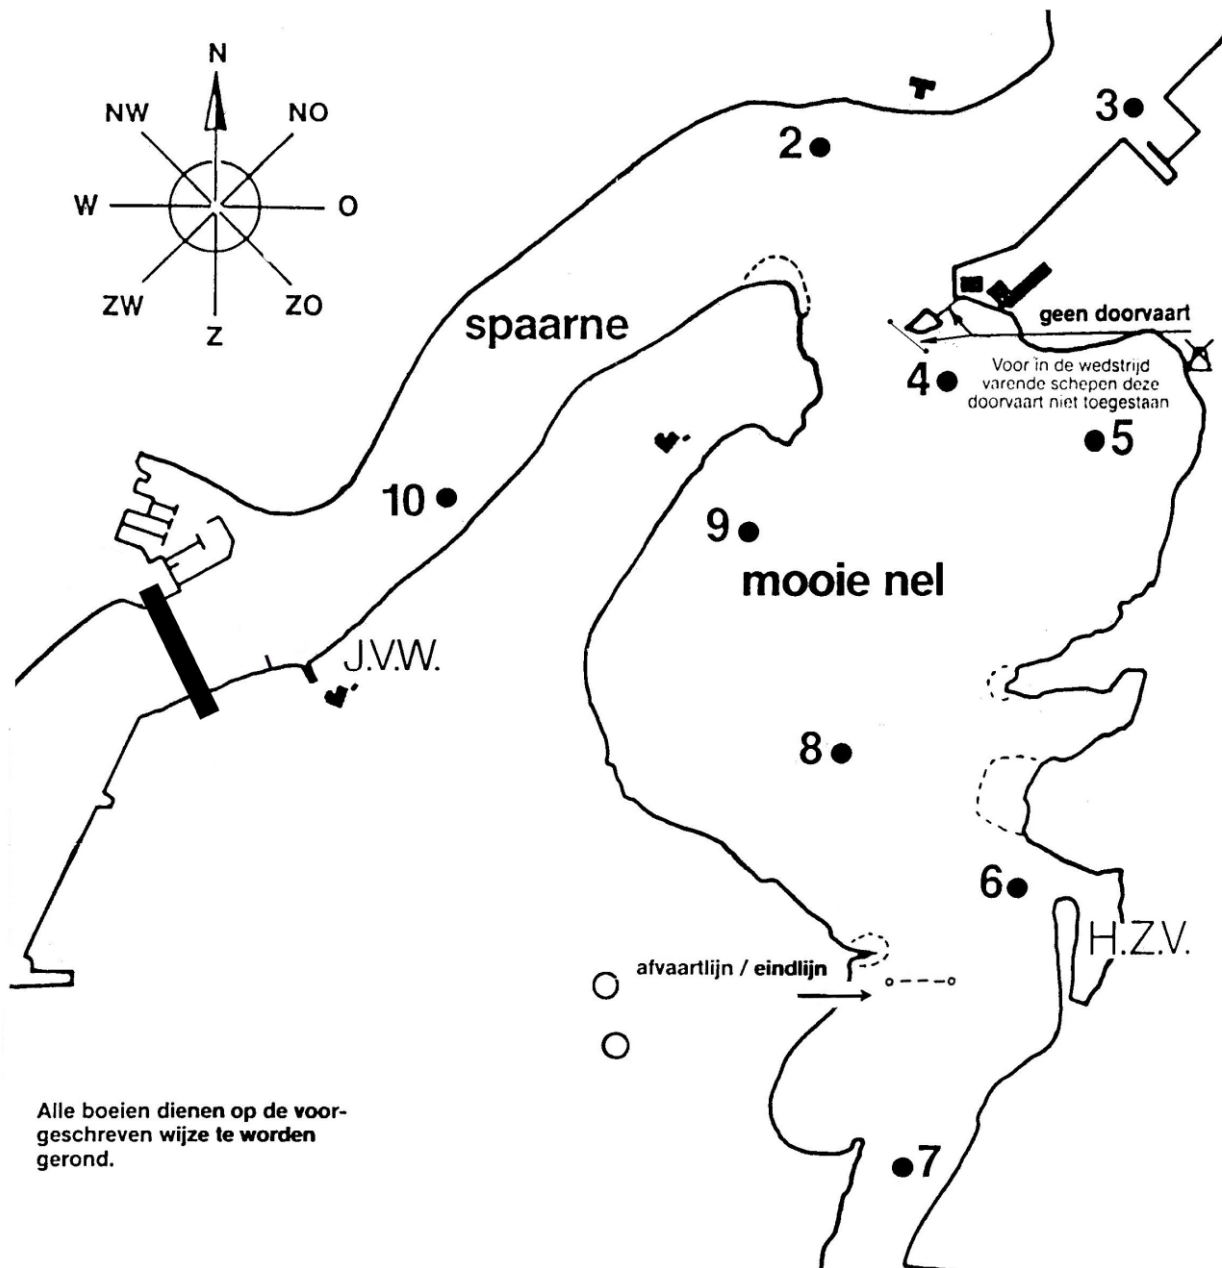 N
NW
NO
W
O
ZW
ZO
Z
2
3
spaarne
geen doorvaart
4
Voor in de wedstrijd
varende schepen deze
doorvaart niet toegestaan
5
10
9
mooie nel
J.V.W.
8
6
H.Z.V.
afvaartlijn / eindlijn
7
Alle boeien dienen op de voor-
geschreven wijze te worden
gerond.